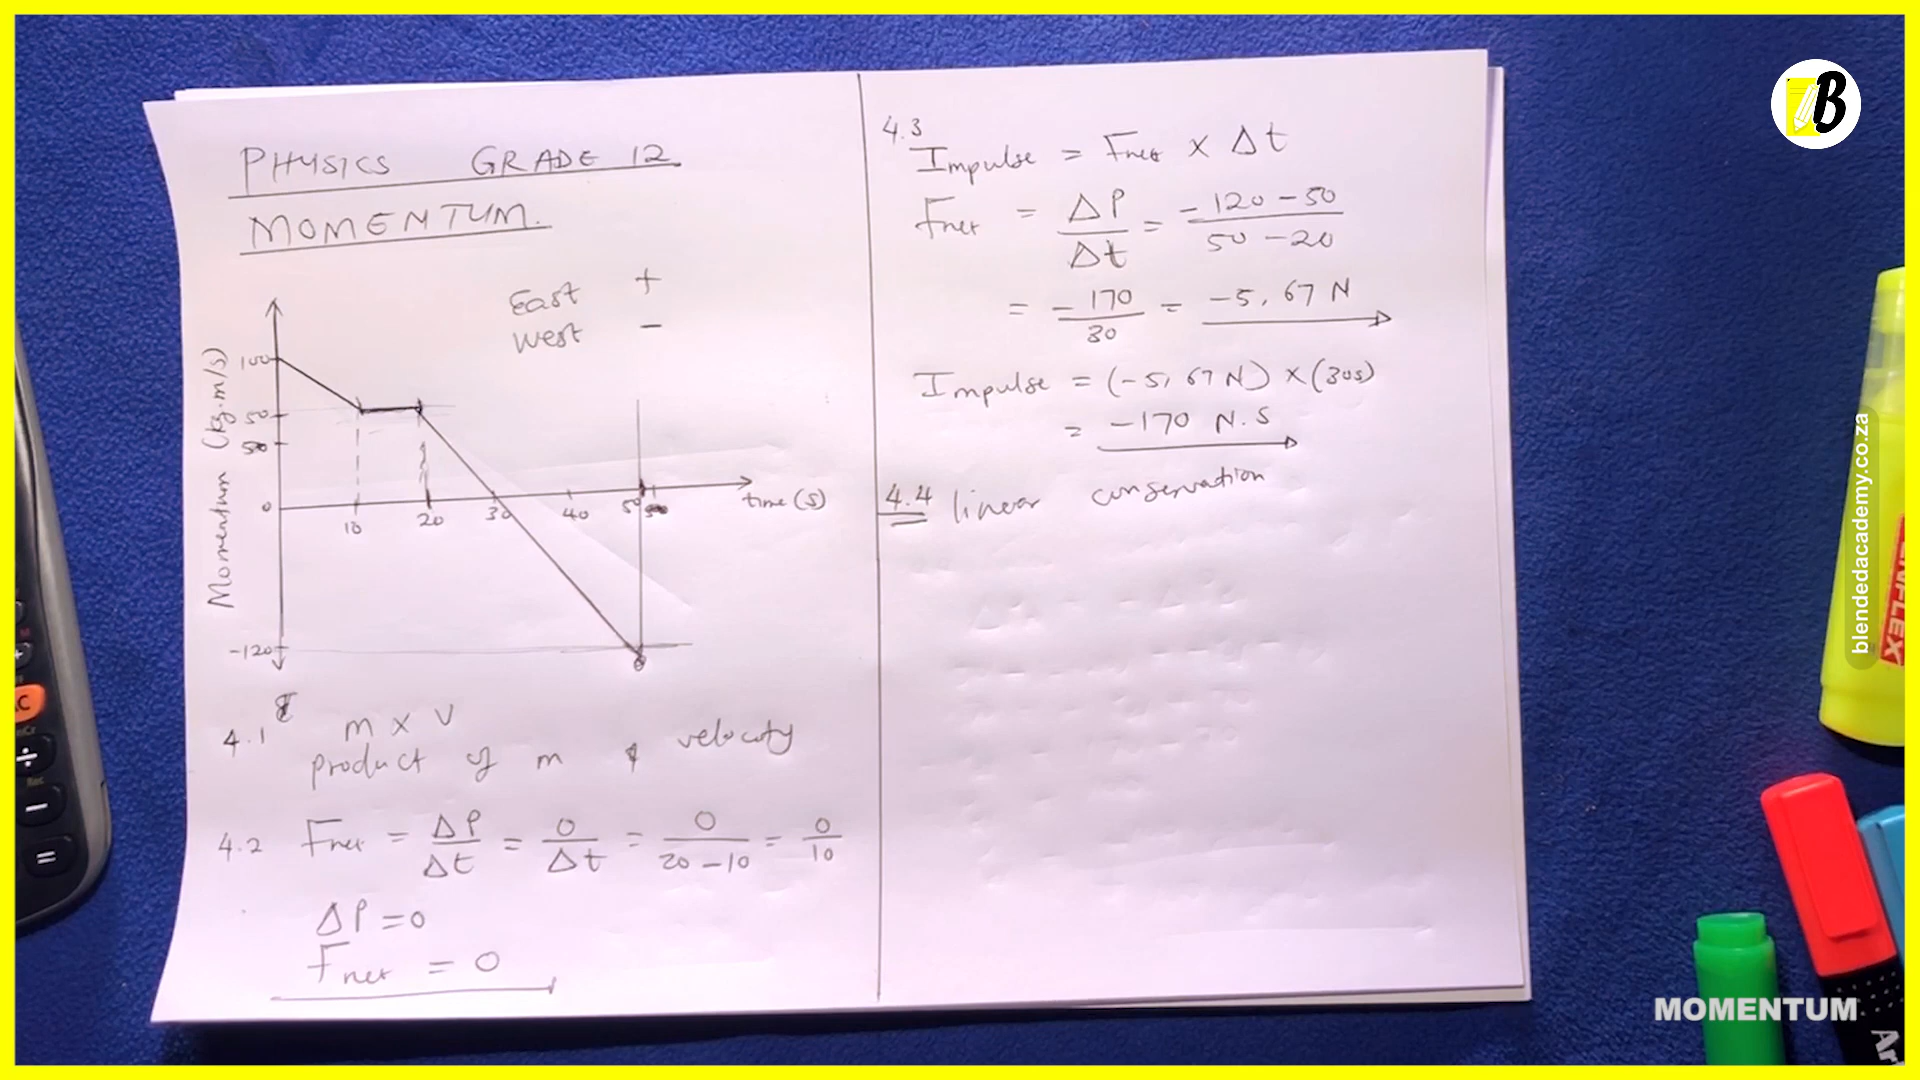 PHYSICS GRADE 12
MOMENTUM.
East +
West −
Momentum (kg.m/s)
100
50
0
-120
10 20 30 40 50
time (s)
4.1 m x v
product of m & velocity
4.2 Fnet = ΔP/Δt = 0/Δt = 0/20-10 = 0/10
ΔP = 0
Fnet = 0
4.3
Impulse = Fnet x Δt
Fnet = ΔP/Δt = -120-50/50-20
= -170/30 = -5,67 N
Impulse = (-5,67 N) x (30s)
= -170 N.S
4.4 linear conservation
B
blendedacademy.co.za
MOMENTUM
AC
Ar